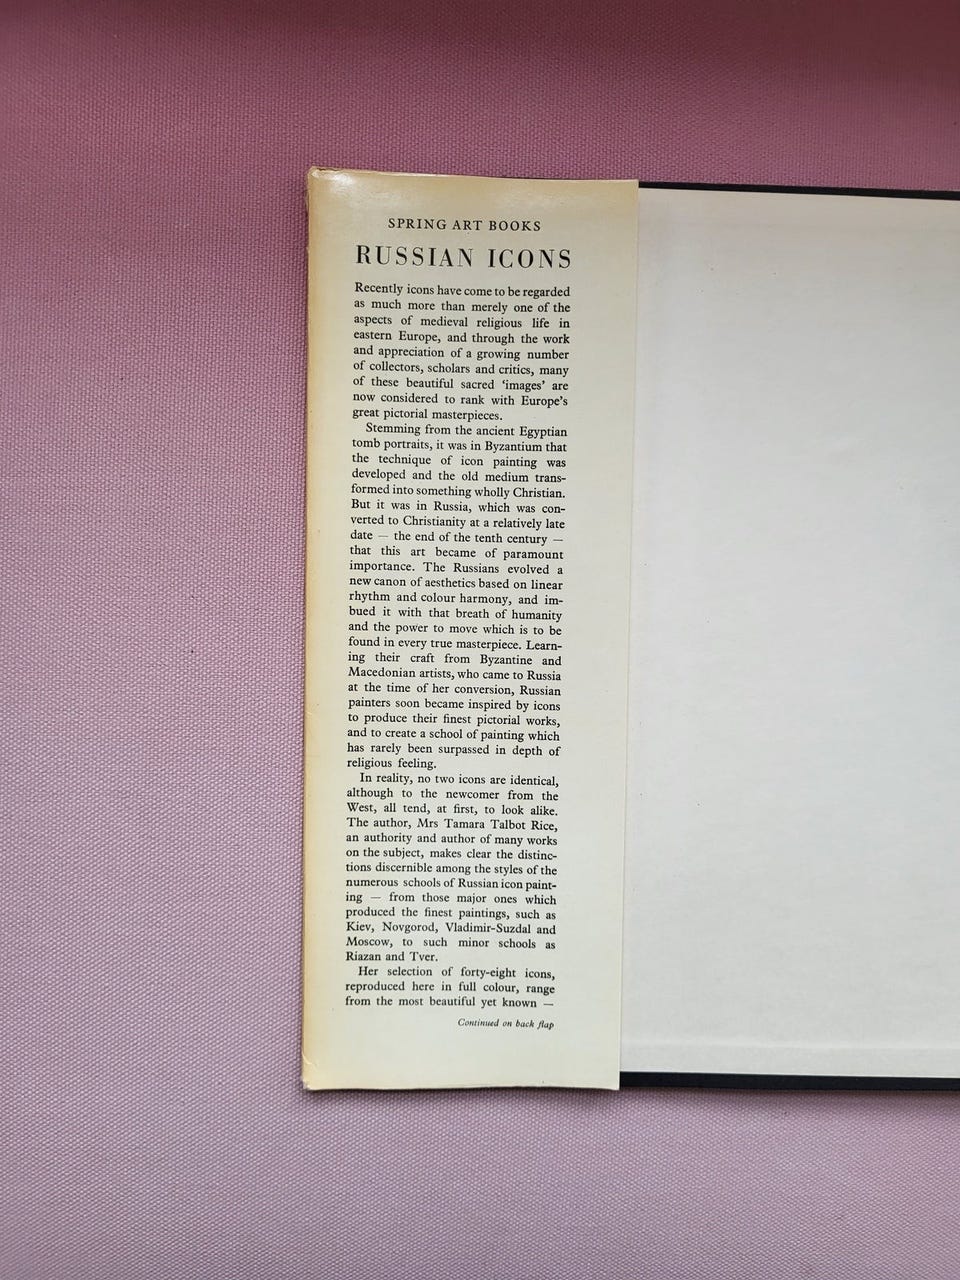 SPRING ART BOOKS
RUSSIAN ICONS
Recently icons have come to be regarded
as much more than merely one of the
aspects of medieval religious life in
eastern Europe, and through the work
and appreciation of a growing number
of collectors, scholars and critics, many
of these beautiful sacred ‘images’ are
now considered to rank with Europe’s
great pictorial masterpieces.
Stemming from the ancient Egyptian
tomb portraits, it was in Byzantium that
the technique of icon painting was
developed and the old medium trans-
formed into something wholly Christian.
But it was in Russia, which was con-
verted to Christianity at a relatively late
date — the end of the tenth century —
that this art became of paramount
importance. The Russians evolved a
new canon of aesthetics based on linear
rhythm and colour harmony, and im-
bued it with that breath of humanity
and the power to move which is to be
found in every true masterpiece. Learn-
ing their craft from Byzantine and
Macedonian artists, who came to Russia
at the time of her conversion, Russian
painters soon became inspired by icons
to produce their finest pictorial works,
and to create a school of painting which
has rarely been surpassed in depth of
religious feeling.
In reality, no two icons are identical,
although to the newcomer from the
West, all tend, at first, to look alike.
The author, Mrs Tamara Talbot Rice,
an authority and author of many works
on the subject, makes clear the distinc-
tions discernible among the styles of the
numerous schools of Russian icon paint-
ing — from those major ones which
produced the finest paintings, such as
Kiev, Novgorod, Vladimir-Suzdal and
Moscow, to such minor schools as
Riazan and Tver.
Her selection of forty-eight icons,
reproduced here in full colour, range
from the most beautiful yet known —
Continued on back flap